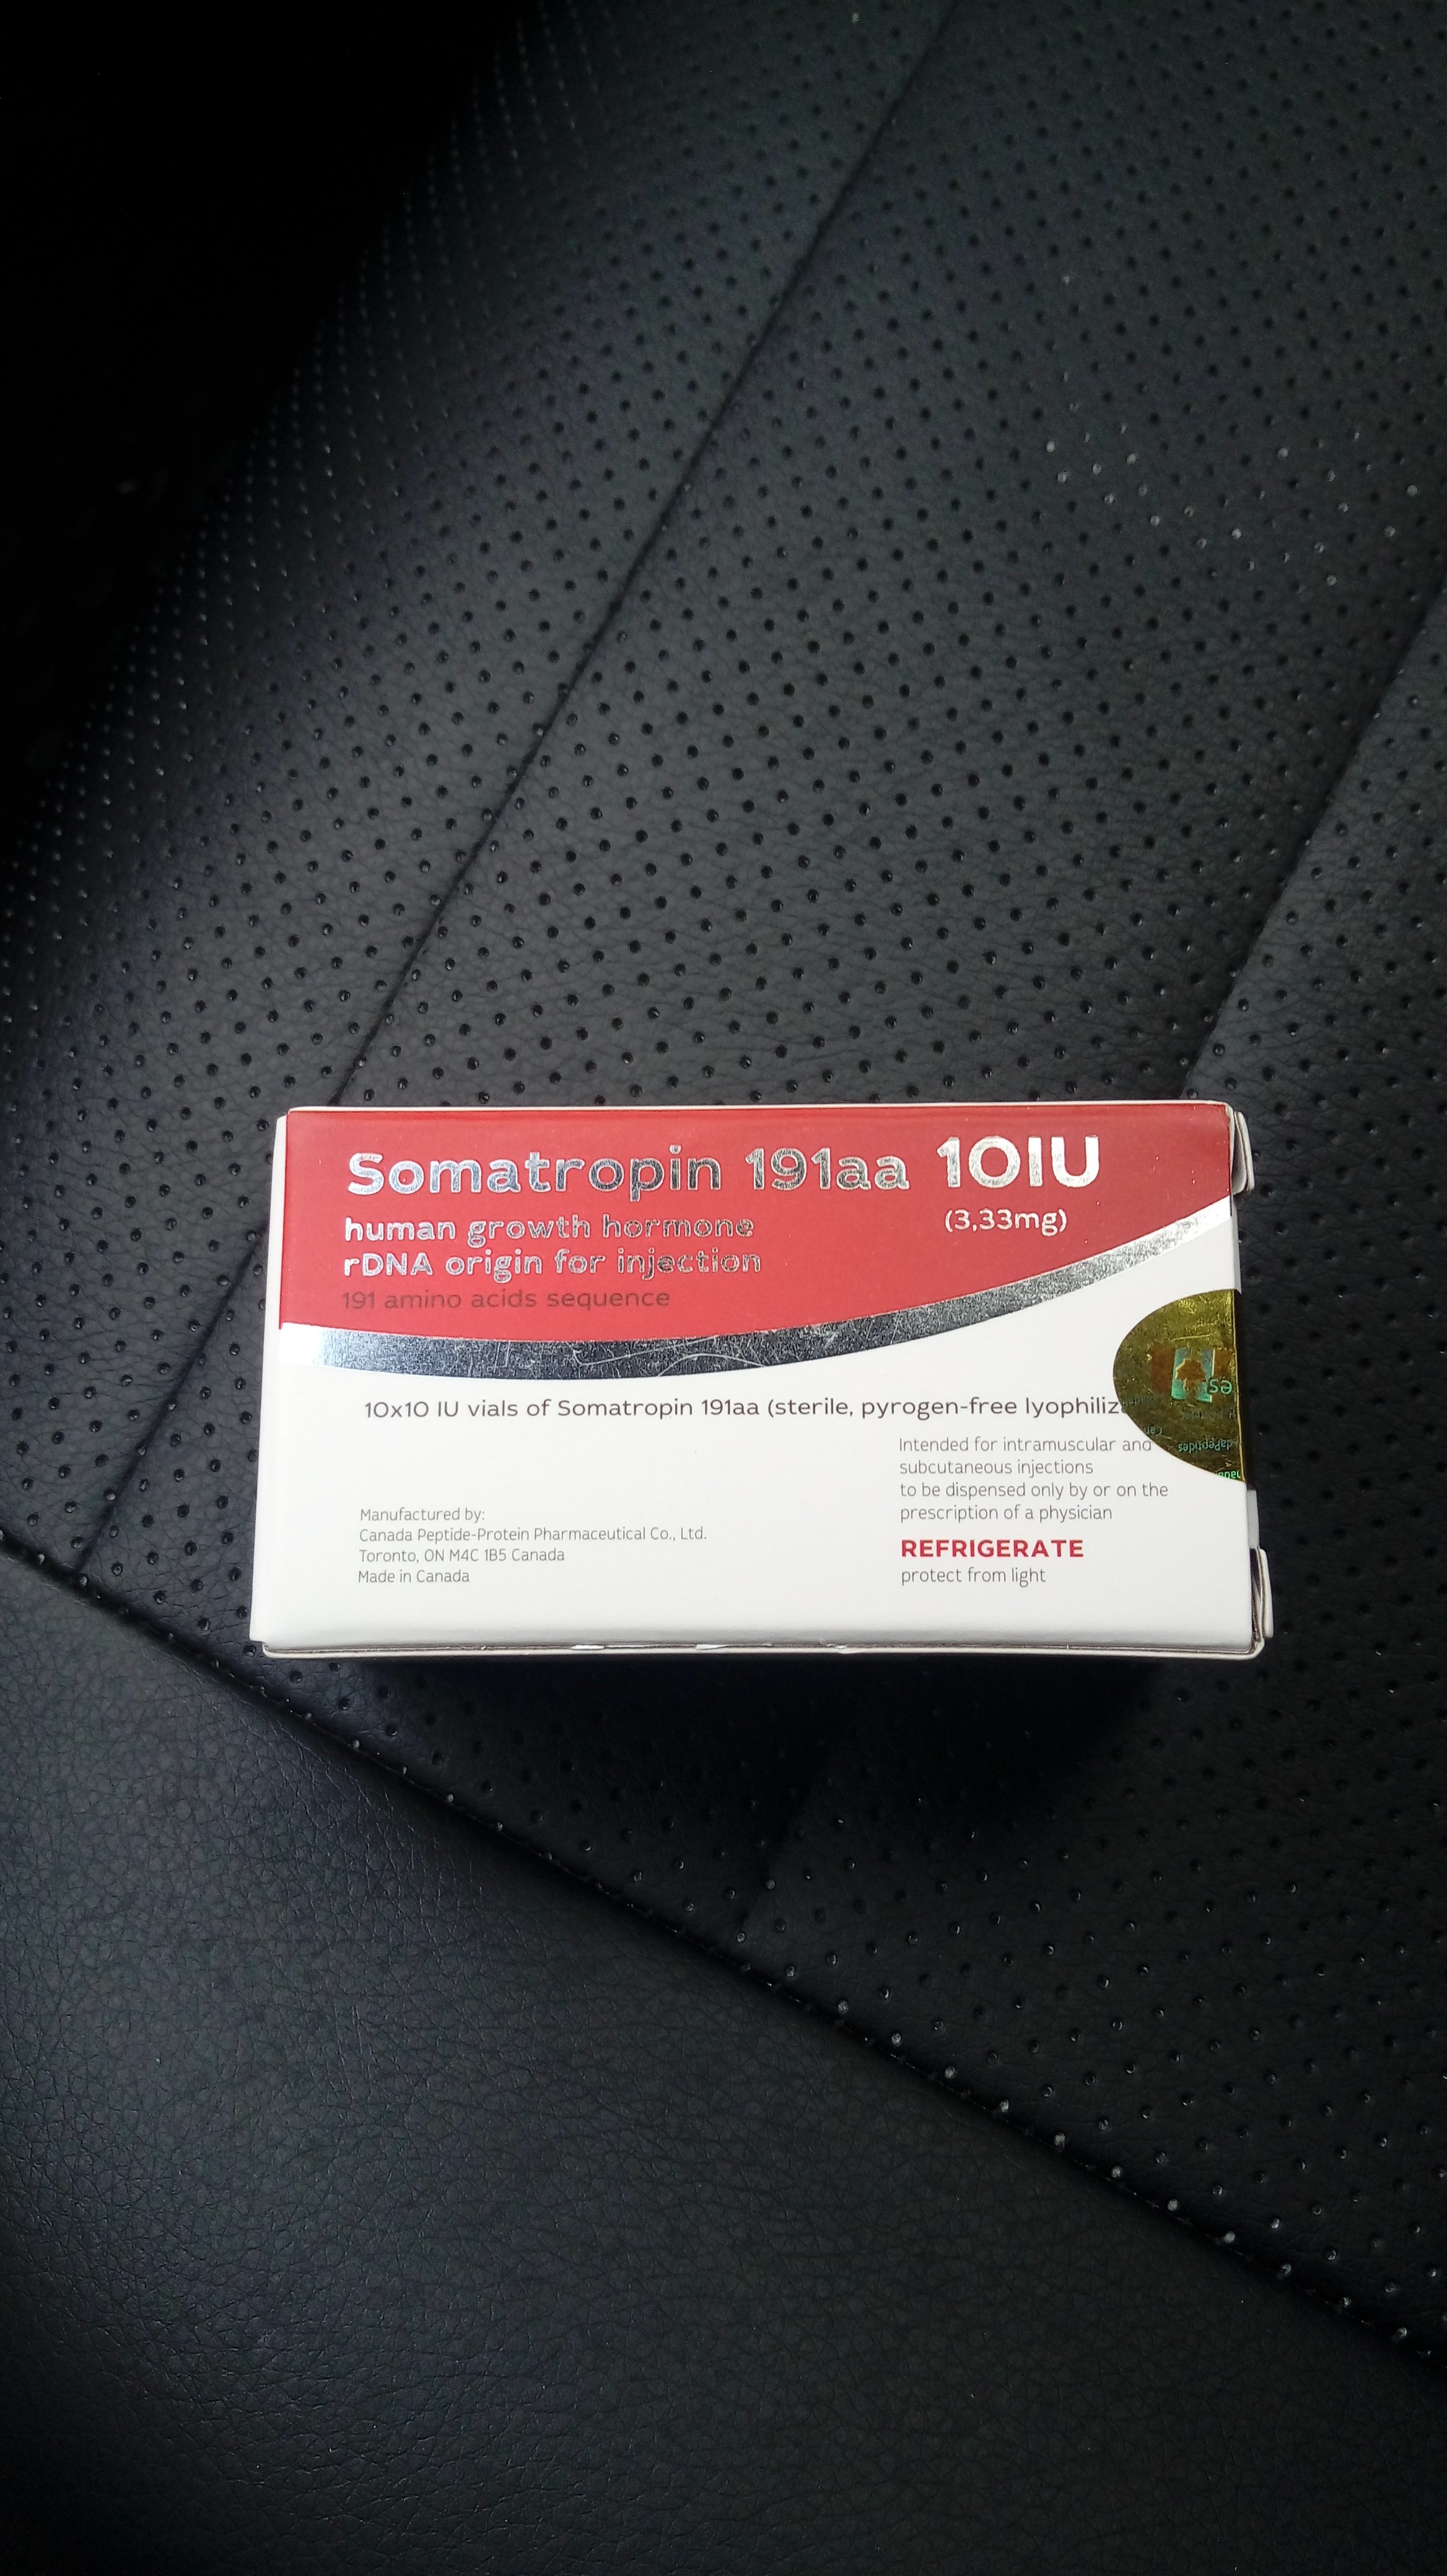 Somatropin 191aa 10IU
(3,33mg)
human growth hormone
rDNA origin for injection
191 amino acids sequence
10x10 IU vials of Somatropin 191aa (sterile, pyrogen-free
Intended for intramuscular and
subcutaneous injections
to be dispensed only by or on the
prescription of a physician
REFRIGERATE
protect from light
Manufactured by:
Canada Peptide-Protein Pharmaceutical Co., Ltd.
Toronto, ON M4C 1B5 Canada
Made in Canada